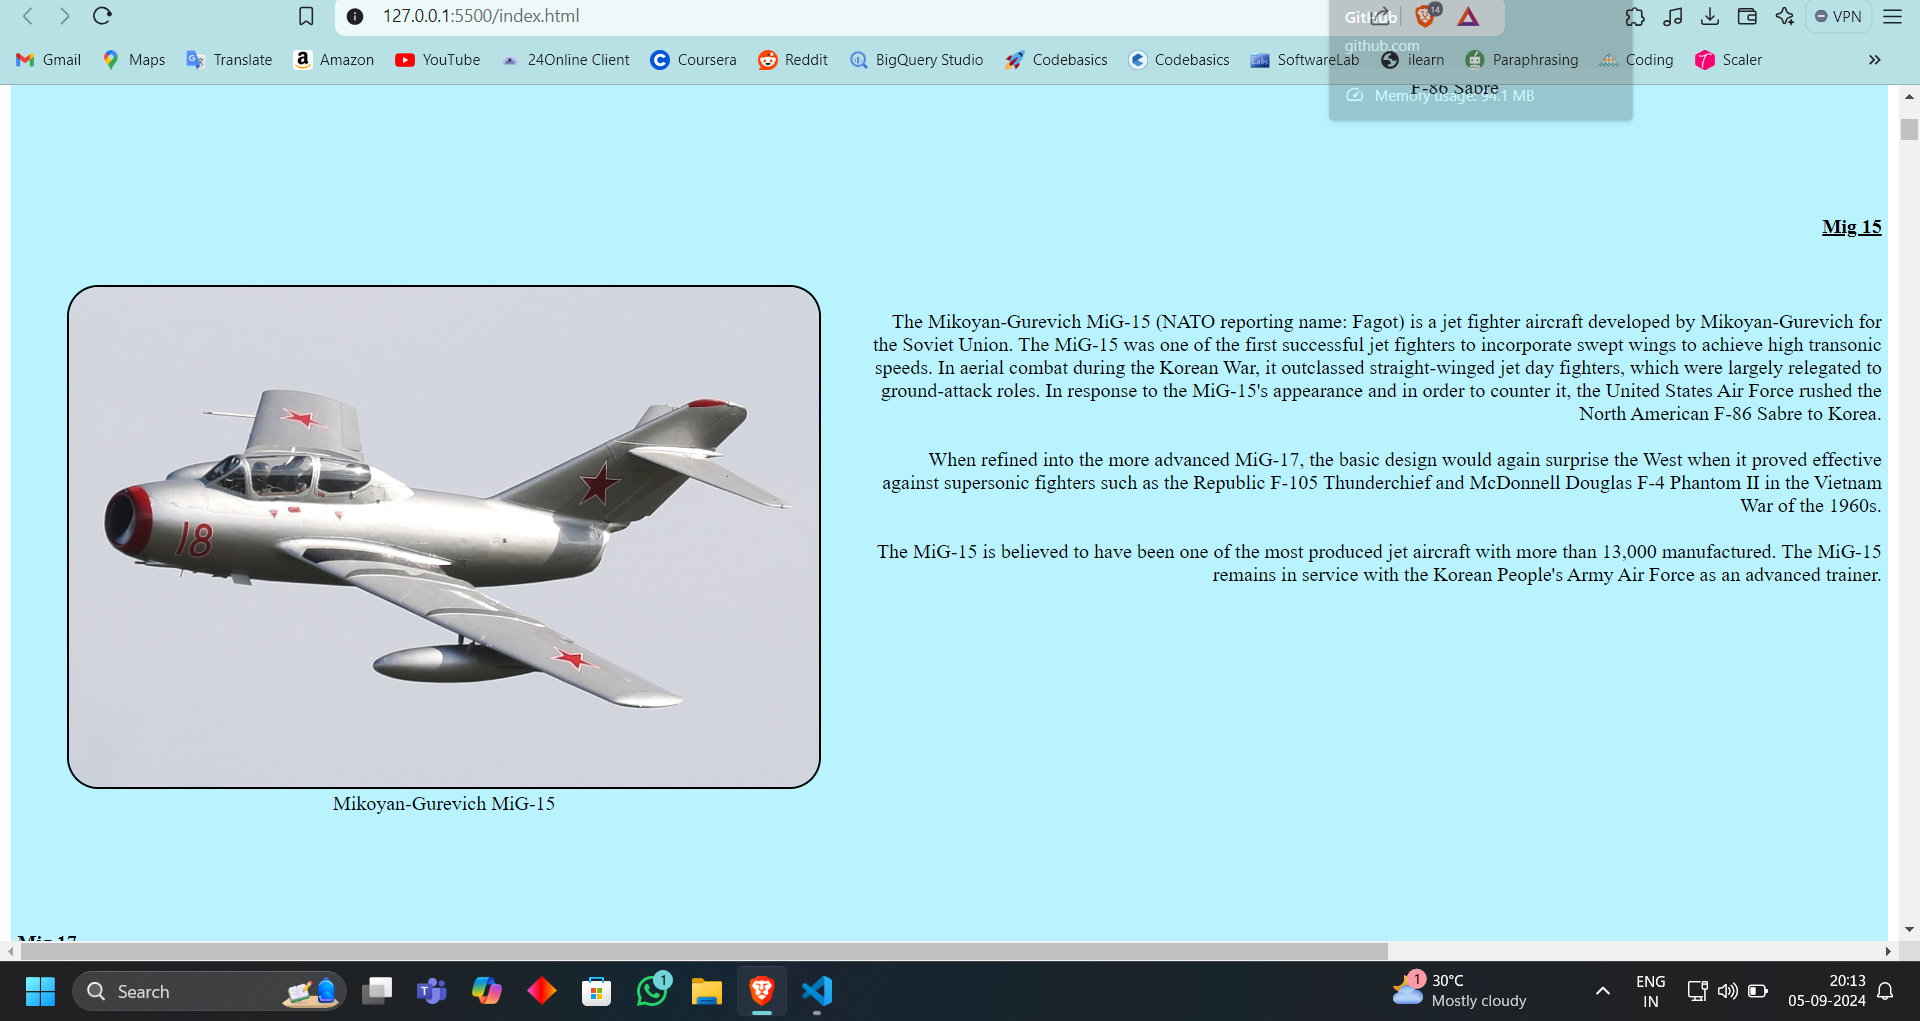 127.0.0.1:5500/index.html
GitHub
14
VPN
github.com
Gmail
Maps
Translate
Amazon
YouTube
24Online Client
Coursera
Reddit
BigQuery Studio
Codebasics
Codebasics
SoftwareLab
ilearn
Paraphrasing
Coding
Scaler
F-86 Sabre
Memory usage: 94.1 MB
Mig 15
The Mikoyan-Gurevich MiG-15 (NATO reporting name: Fagot) is a jet fighter aircraft developed by Mikoyan-Gurevich for
the Soviet Union. The MiG-15 was one of the first successful jet fighters to incorporate swept wings to achieve high transonic
speeds. In aerial combat during the Korean War, it outclassed straight-winged jet day fighters, which were largely relegated to
ground-attack roles. In response to the MiG-15's appearance and in order to counter it, the United States Air Force rushed the
North American F-86 Sabre to Korea.
When refined into the more advanced MiG-17, the basic design would again surprise the West when it proved effective
against supersonic fighters such as the Republic F-105 Thunderchief and McDonnell Douglas F-4 Phantom II in the Vietnam
War of the 1960s.
The MiG-15 is believed to have been one of the most produced jet aircraft with more than 13,000 manufactured. The MiG-15
remains in service with the Korean People's Army Air Force as an advanced trainer.
18
Mikoyan-Gurevich MiG-15
Mig 17
Search
1
1
30°C
Mostly cloudy
ENG
IN
20:13
05-09-2024